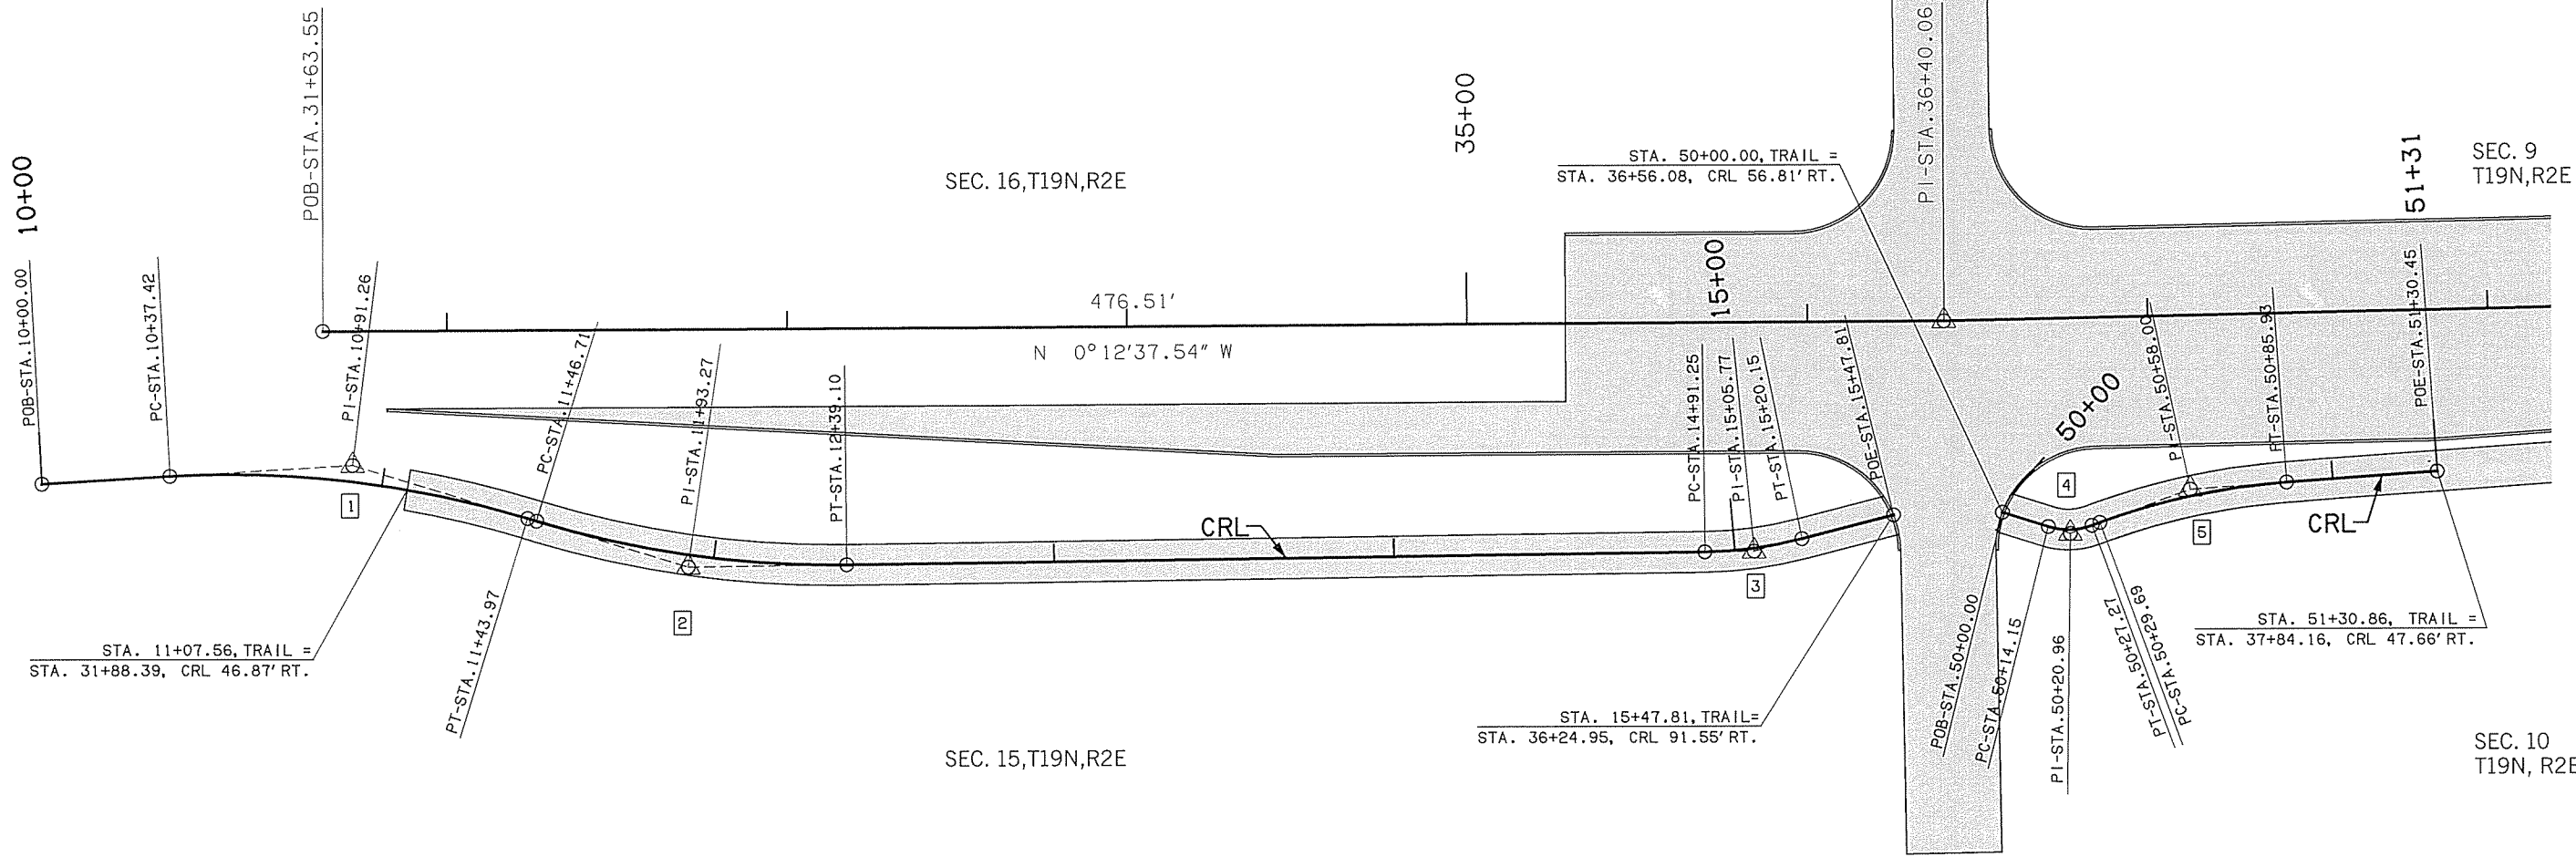 10+00
POB-STA.10+00.00
PC-STA.10+37.42
POB-STA.31+63.55
PI-STA.10+91.26
1
STA. 11+07.56, TRAIL =
STA. 31+88.39, CRL 46.87' RT.
PT-STA.11+43.97
PC-STA.11+46.71
PI-STA.11+93.27
2
PT-STA.12+39.10
SEC. 16,T19N,R2E
476.51'
N 0°12'37.54" W
CRL
SEC. 15,T19N,R2E
35+00
STA. 50+00.00, TRAIL =
STA. 36+56.08, CRL 56.81' RT.
15+00
PC-STA.14+91.25
PI-STA.15+05.77
PT-STA.15+20.15
POE-STA.15+47.81
3
STA. 15+47.81, TRAIL=
STA. 36+24.95, CRL 91.55' RT.
PI-STA.36+40.06
50+00
4
POB-STA.50+00.00
PC-STA.50+14.15
PI-STA.50+20.96
PT-STA.50+27.27
PC-STA.50+29.69
PI-STA.50+58.00
PT-STA.50+85.93
5
51+31
POE-STA.51+30.45
CRL
STA. 51+30.86, TRAIL =
STA. 37+84.16, CRL 47.66' RT.
SEC. 9
T19N,R2E
SEC. 10
T19N, R2E